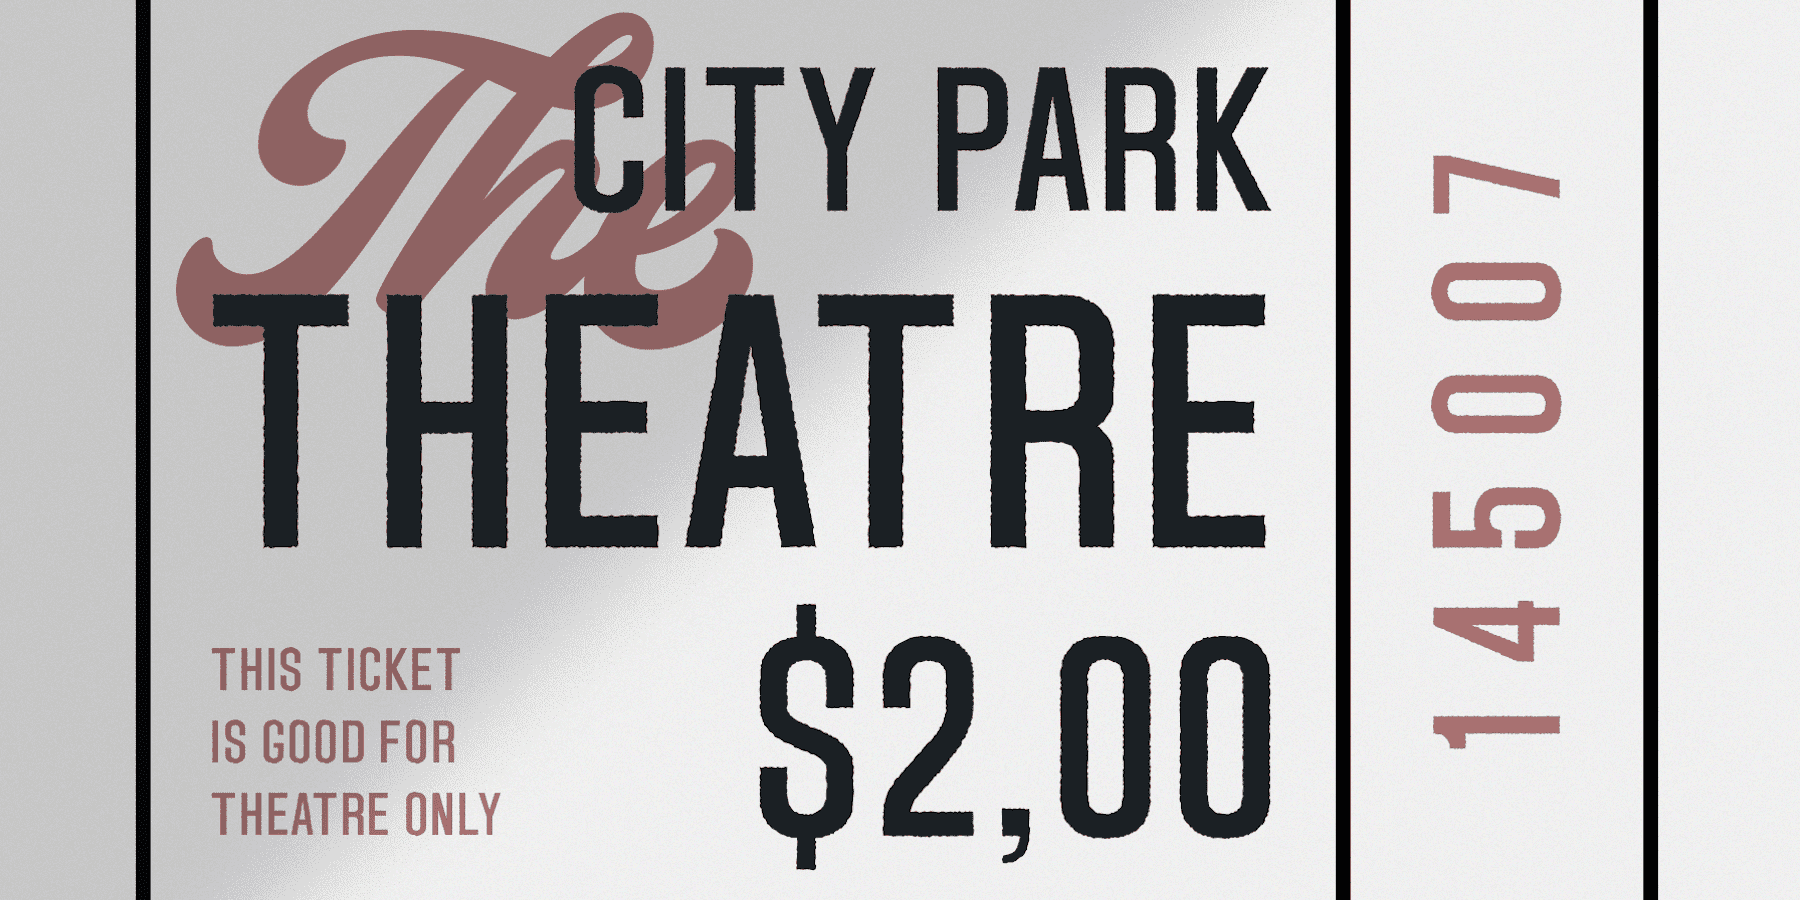 The
CITY PARK
THEATRE
$2,00
THIS TICKET
IS GOOD FOR
THEATRE ONLY
145007